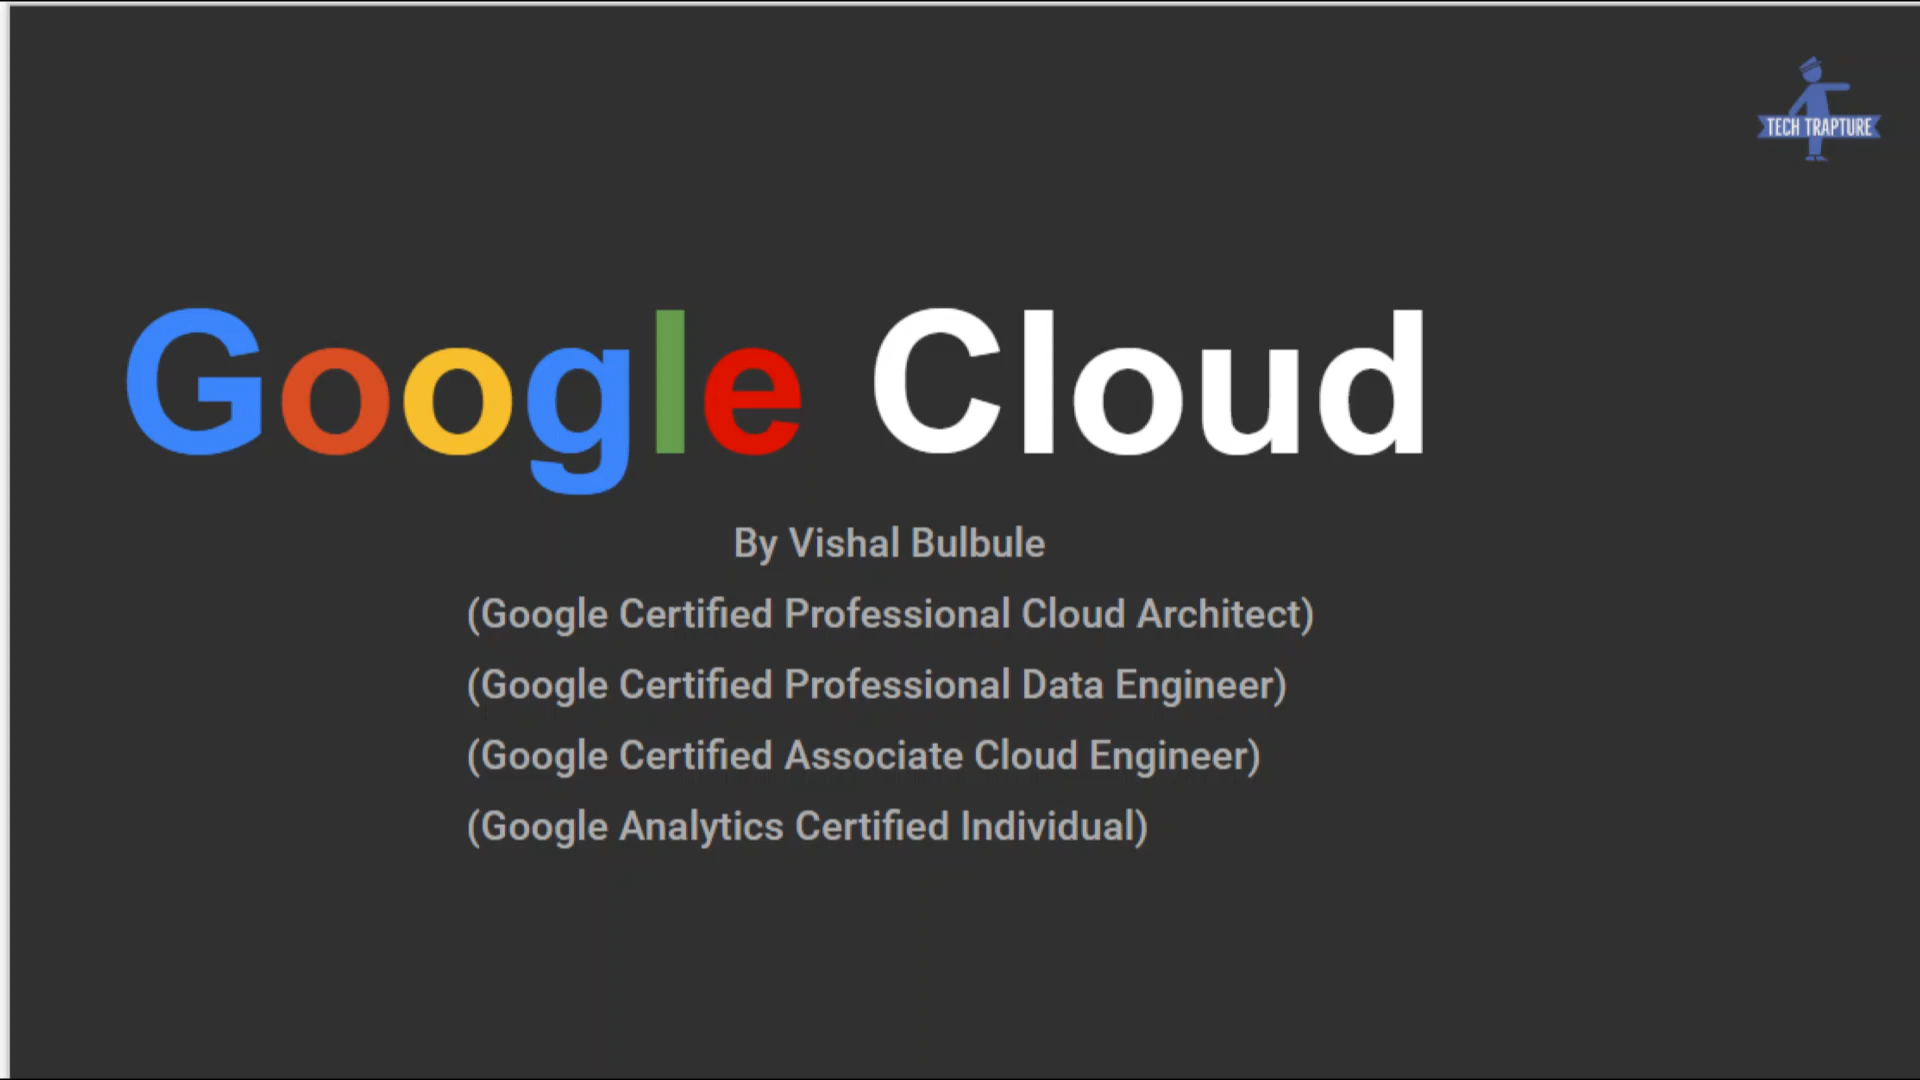 TECH TRAPTURE
Google Cloud
By Vishal Bulbule
(Google Certified Professional Cloud Architect)
(Google Certified Professional Data Engineer)
(Google Certified Associate Cloud Engineer)
(Google Analytics Certified Individual)